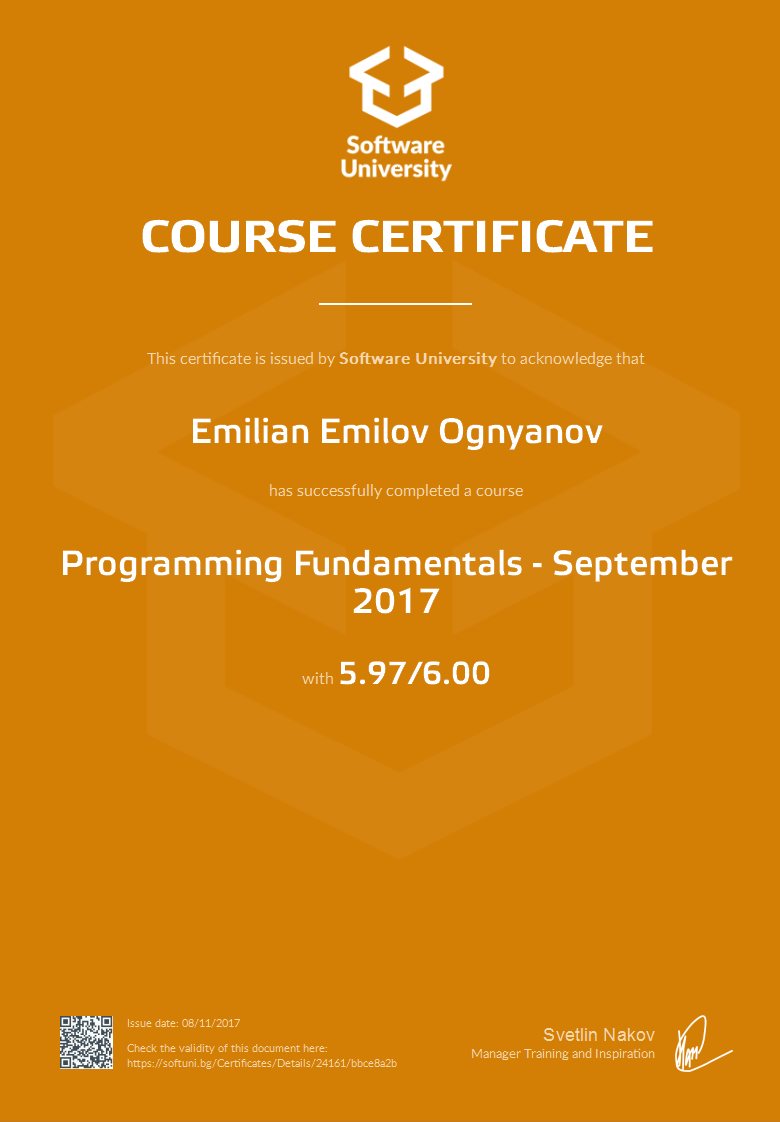 Software
University
COURSE CERTIFICATE
This certificate is issued by Software University to acknowledge that
Emilian Emilov Ognyanov
has successfully completed a course
Programming Fundamentals - September
2017
with 5.97/6.00
Issue date: 08/11/2017
Check the validity of this document here:
https://softuni.bg/Certificates/Details/24161/bbce8a2b
Svetlin Nakov
Manager Training and Inspiration